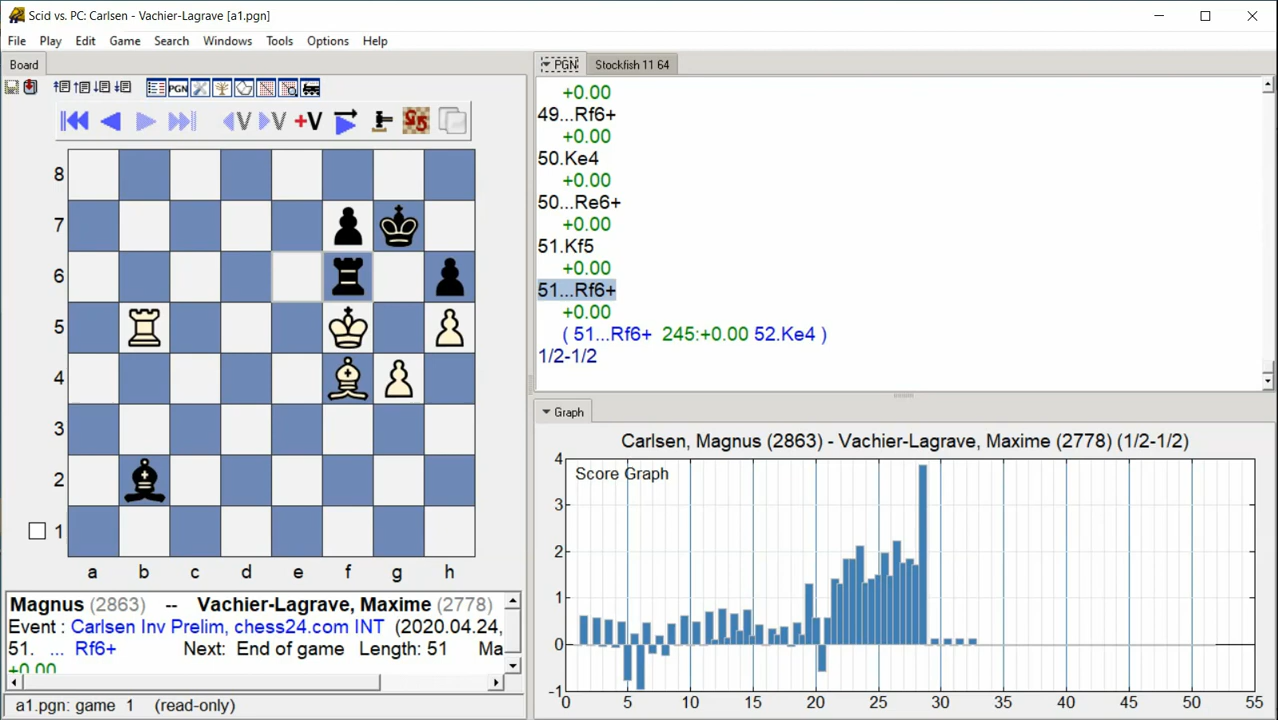 Scid vs. PC: Carlsen - Vachier-Lagrave [a1.pgn]
File Play Edit Game Search Windows Tools Options Help
Board
PGN
V V +V
8
7
6
5
4
3
2
1
a b c d e f g h
Magnus (2863) -- Vachier-Lagrave, Maxime (2778)
Event : Carlsen Inv Prelim, chess24.com INT (2020.04.24,
51. ... Rf6+ Next: End of game Length: 51 Ma
+0.00
a1.pgn: game 1 (read-only)
PGN Stockfish 11 64
+0.00
49...Rf6+
+0.00
50.Ke4
+0.00
50...Re6+
+0.00
51.Kf5
+0.00
51...Rf6+
+0.00
( 51...Rf6+ 245:+0.00 52.Ke4 )
1/2-1/2
Graph
Carlsen, Magnus (2863) - Vachier-Lagrave, Maxime (2778) (1/2-1/2)
Score Graph
4
3
2
1
0
-1
0 5 10 15 20 25 30 35 40 45 50 55